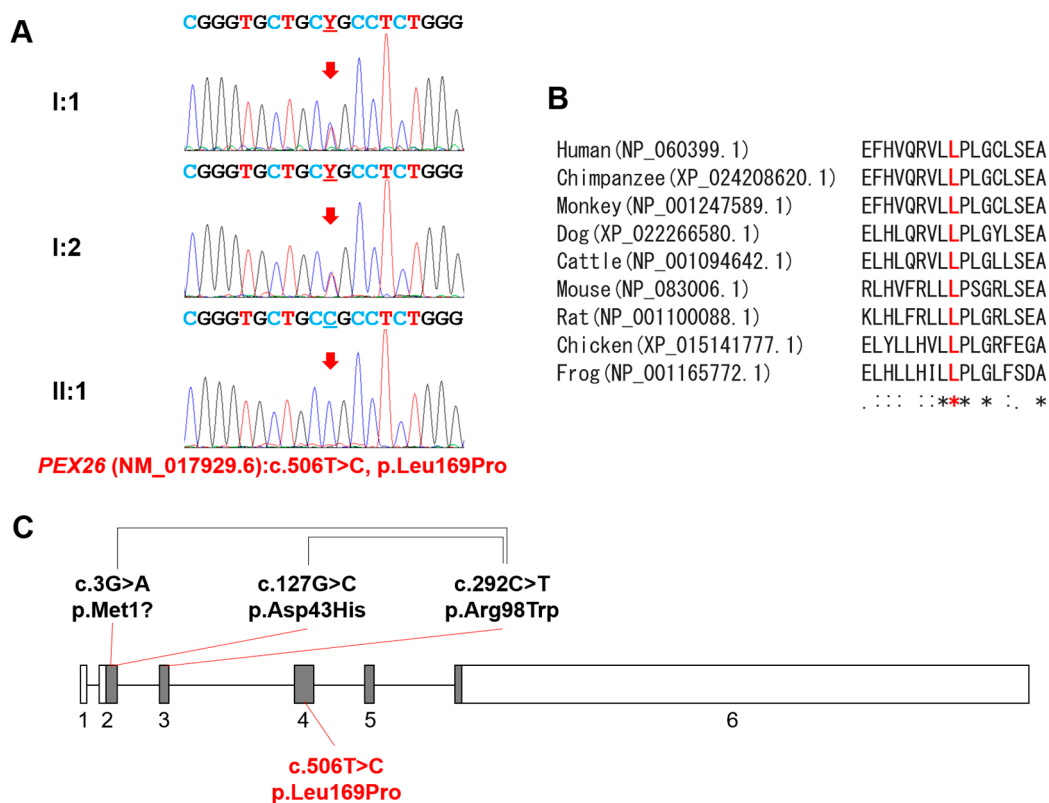 A
CGGGTGCTGCYGCCTCTGGG
I:1
CGGGTGCTGCYGCCTCTGGG
I:2
CGGGTGCTGCCGCCTCTGGG
II:1
PEX26 (NM_017929.6):c.506T>C, p.Leu169Pro
B
Human(NP_060399.1) EFHVQRVLLPLGCLSEA
Chimpanzee(XP_024208620.1) EFHVQRVLLPLGCLSEA
Monkey(NP_001247589.1) EFHVQRVLLPLGCLSEA
Dog(XP_022266580.1) ELHLQRVLLPLGYLSEA
Cattle(NP_001094642.1) ELHLQRVLLPLGLLSEA
Mouse(NP_083006.1) RLHVFRLLLPSGRLSEA
Rat(NP_001100088.1) KLHLFRLLLPLGRLSEA
Chicken(XP_015141777.1) ELYLLHVLLPLGRFEGA
Frog(NP_001165772.1) ELHLLHILLPLGLFSDA
. : : :   : : * * *   *   : .   *
C
c.3G>A c.127G>C c.292C>T
p.Met1? p.Asp43His p.Arg98Trp
1 2 3 4 5 6
c.506T>C
p.Leu169Pro